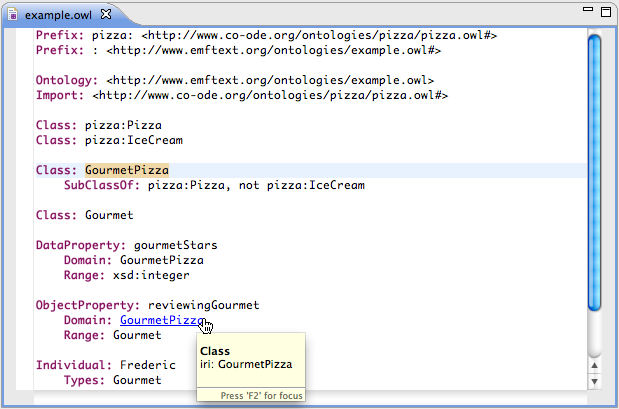 example.owl
Prefix: pizza: <http://www.co-ode.org/ontologies/pizza/pizza.owl#>
Prefix: : <http://www.emftext.org/ontologies/example.owl#>
Ontology: <http://www.emftext.org/ontologies/example.owl>
Import: <http://www.co-ode.org/ontologies/pizza/pizza.owl#>
Class: pizza:Pizza
Class: pizza:IceCream
Class: GourmetPizza
SubClassOf: pizza:Pizza, not pizza:IceCream
Class: Gourmet
DataProperty: gourmetStars
Domain: GourmetPizza
Range: xsd:integer
ObjectProperty: reviewingGourmet
Domain: GourmetPizza
Range: Gourmet
Class
iri: GourmetPizza
Press 'F2' for focus
Individual: Frederic
Types: Gourmet